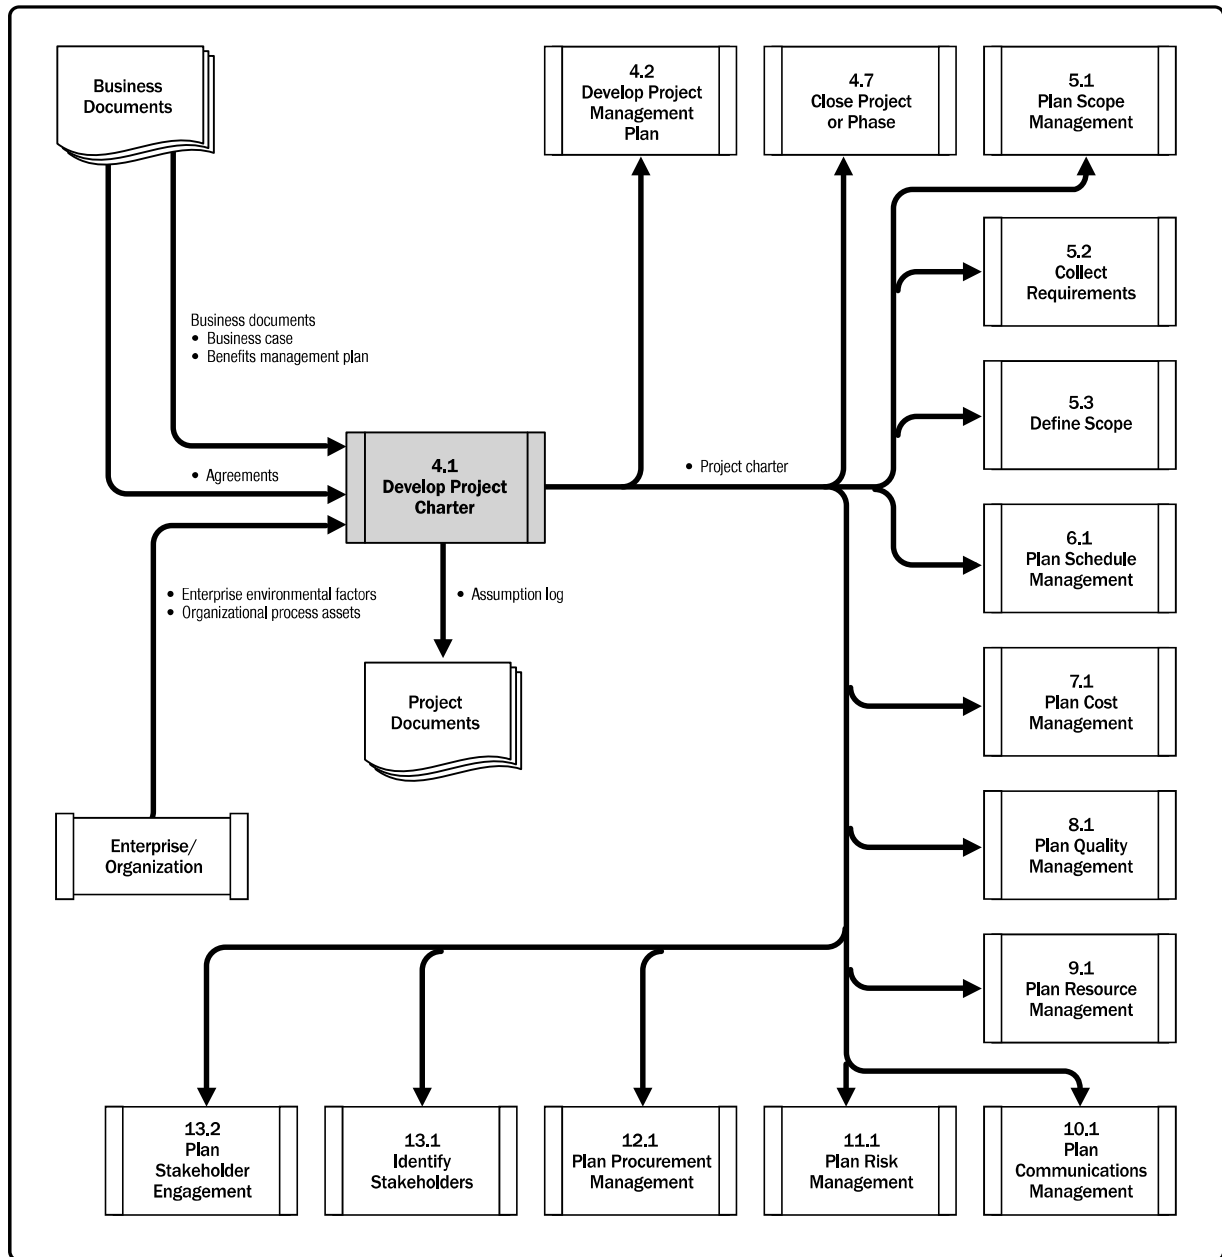 Business
Documents
4.2
Develop Project
Management
Plan
4.7
Close Project
or Phase
5.1
Plan Scope
Management
5.2
Collect
Requirements
Business documents
• Business case
• Benefits management plan
5.3
Define Scope
• Agreements
4.1
Develop Project
Charter
• Project charter
6.1
Plan Schedule
Management
• Enterprise environmental factors
• Organizational process assets
• Assumption log
Project
Documents
7.1
Plan Cost
Management
Enterprise/
Organization
8.1
Plan Quality
Management
9.1
Plan Resource
Management
13.2
Plan
Stakeholder
Engagement
13.1
Identify
Stakeholders
12.1
Plan Procurement
Management
11.1
Plan Risk
Management
10.1
Plan
Communications
Management